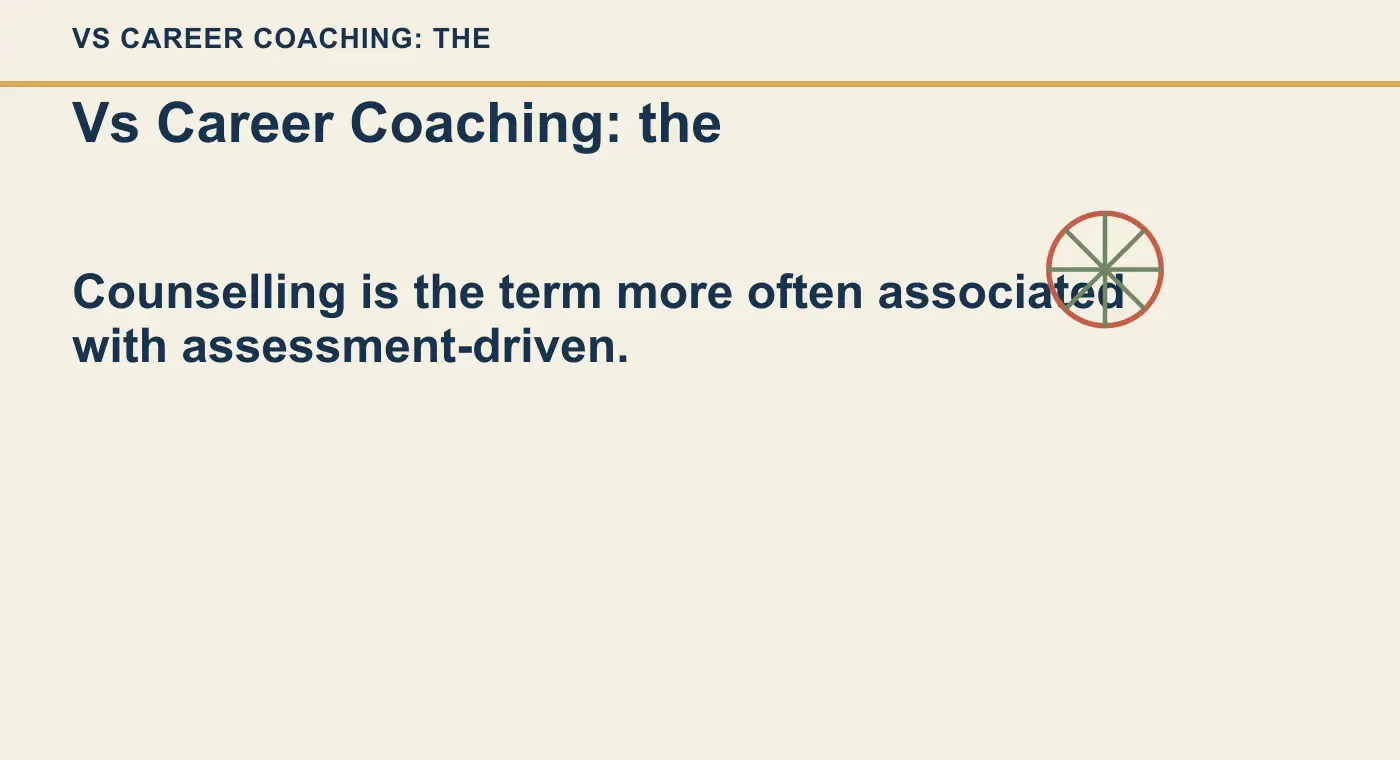 VS CAREER COACHING: THE
Vs Career Coaching: the
Counselling is the term more often associated
with assessment-driven.